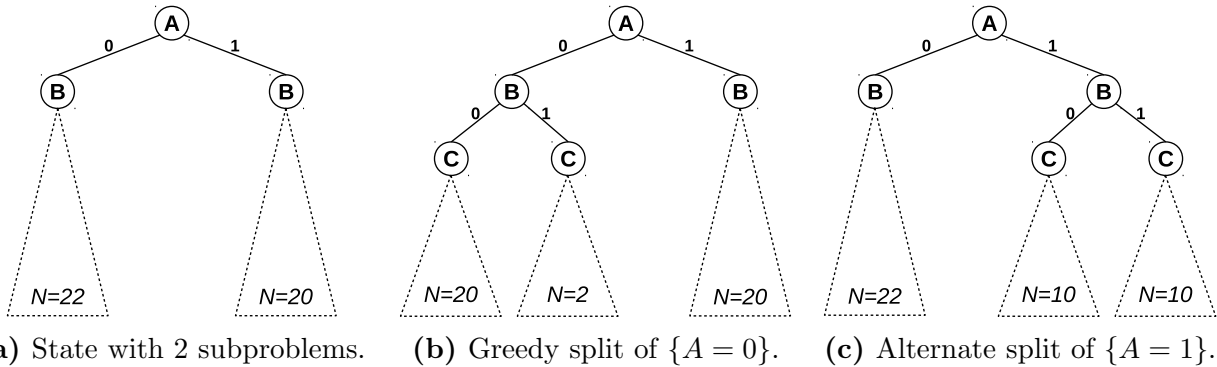 A
0 1
B B
N=22 N=20
a) State with 2 subproblems.
A
0 1
B B
0 1
C C
N=20 N=2 N=20
(b) Greedy split of {A = 0}.
A
0 1
B B
0 1
C C
N=22 N=10 N=10
(c) Alternate split of {A = 1}.